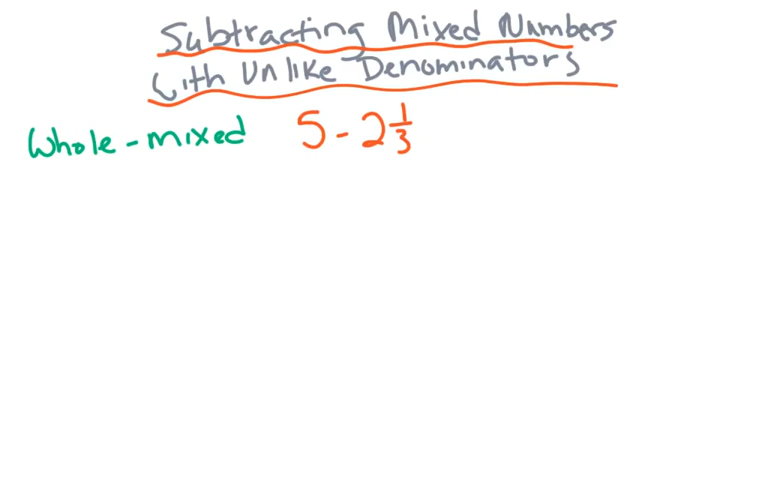 Subtracting Mixed Numbers
With Unlike Denominators
Whole - mixed 5 - 2 1/3